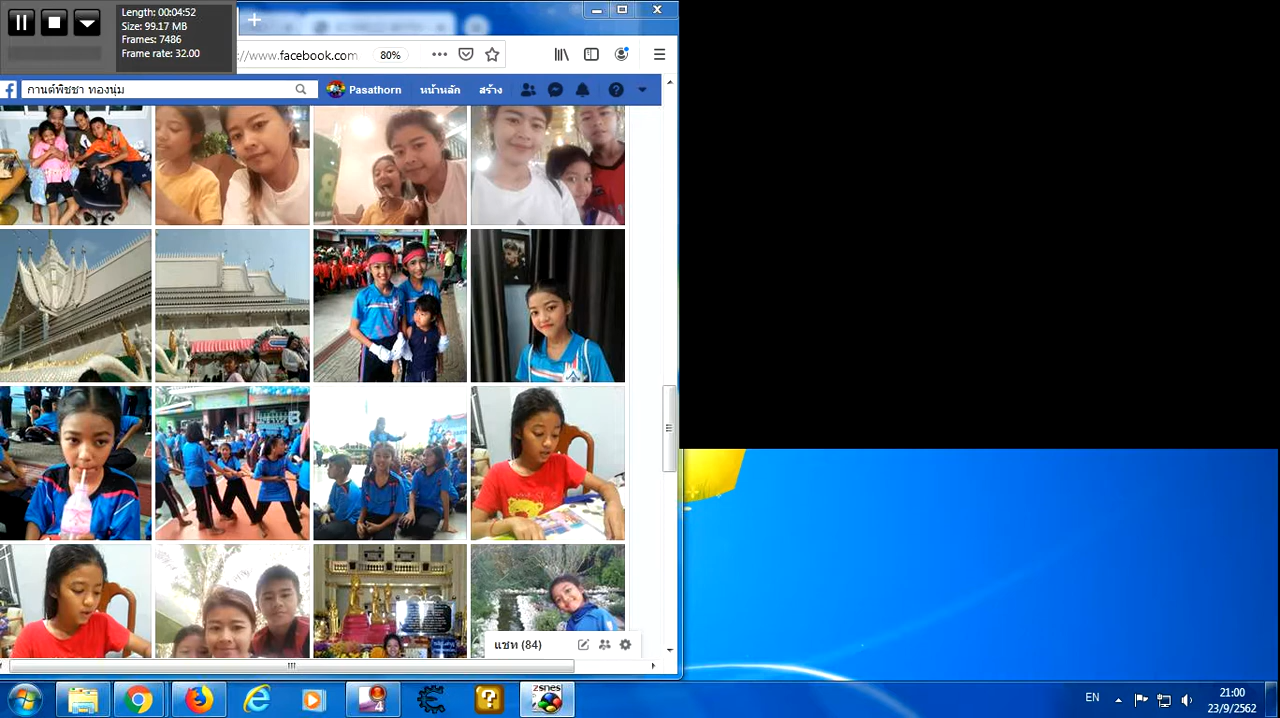 Length: 00:04:52
Size: 99.17 MB
Frames: 7486
Frame rate: 32.00
://www.facebook.com
80%
กานต์พิชชา ทองนุ่ม
Pasathorn
หน้าหลัก
สร้าง
แชท (84)
EN
21:00
23/9/2562